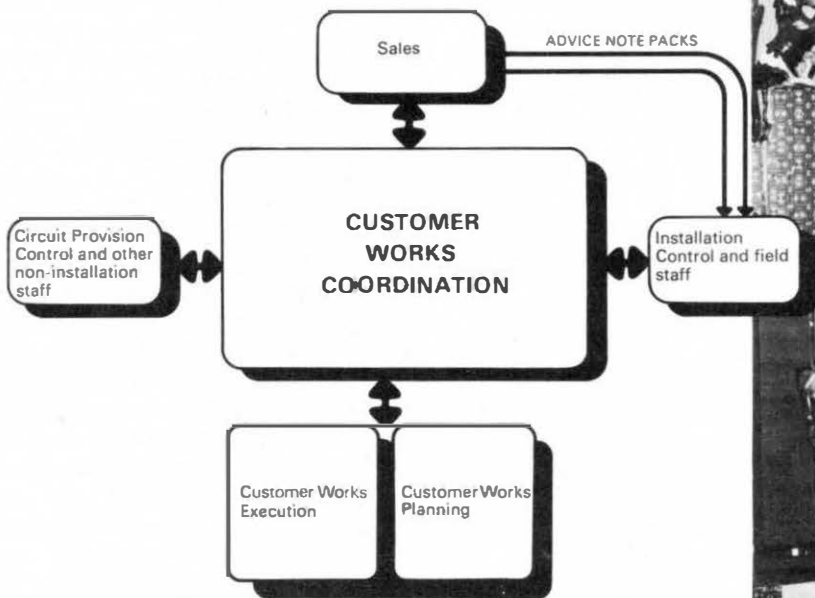 Sales
ADVICE NOTE PACKS
CUSTOMER
WORKS
COORDINATION
Circuit Provision
Control and other
non-installation
staff
Installation
Control and field
staff
Customer Works
Execution
Customer Works
Planning